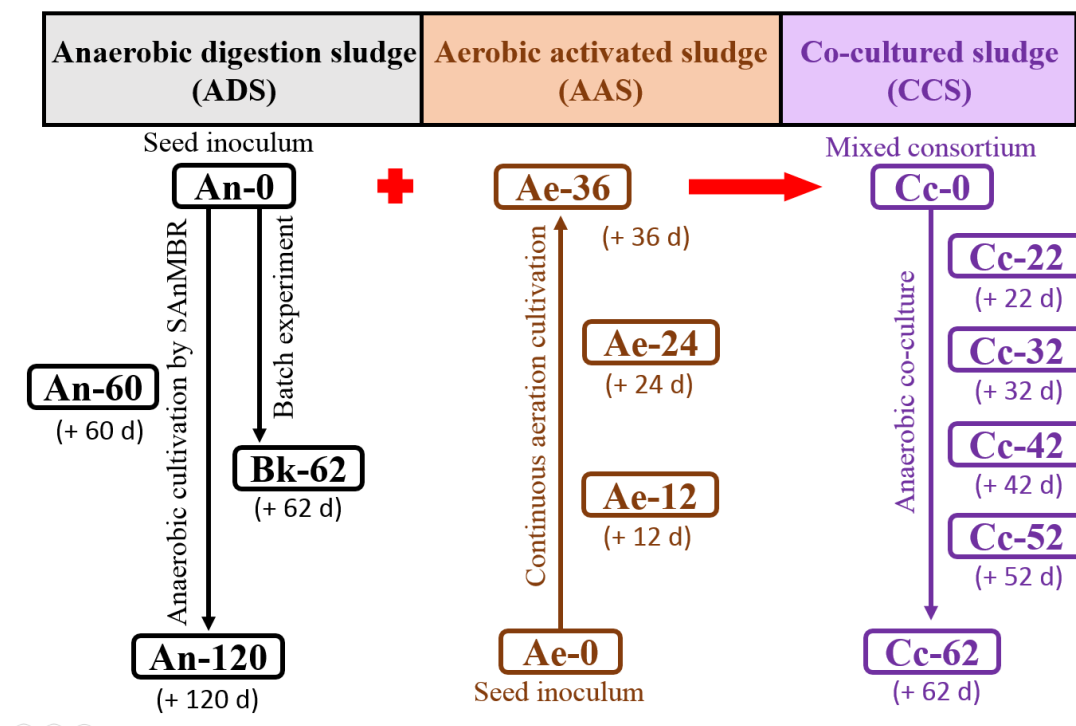 Anaerobic digestion sludge
(ADS)
Aerobic activated sludge
(AAS)
Co-cultured sludge
(CCS)
Seed inoculum
An-0
Anaerobic cultivation by SAnMBR
Batch experiment
An-60
(+ 60 d)
Bk-62
(+ 62 d)
An-120
(+ 120 d)
Ae-36
(+ 36 d)
Continuous aeration cultivation
Ae-24
(+ 24 d)
Ae-12
(+ 12 d)
Ae-0
Seed inoculum
Mixed consortium
Cc-0
Anaerobic co-culture
Cc-22
(+ 22 d)
Cc-32
(+ 32 d)
Cc-42
(+ 42 d)
Cc-52
(+ 52 d)
Cc-62
(+ 62 d)